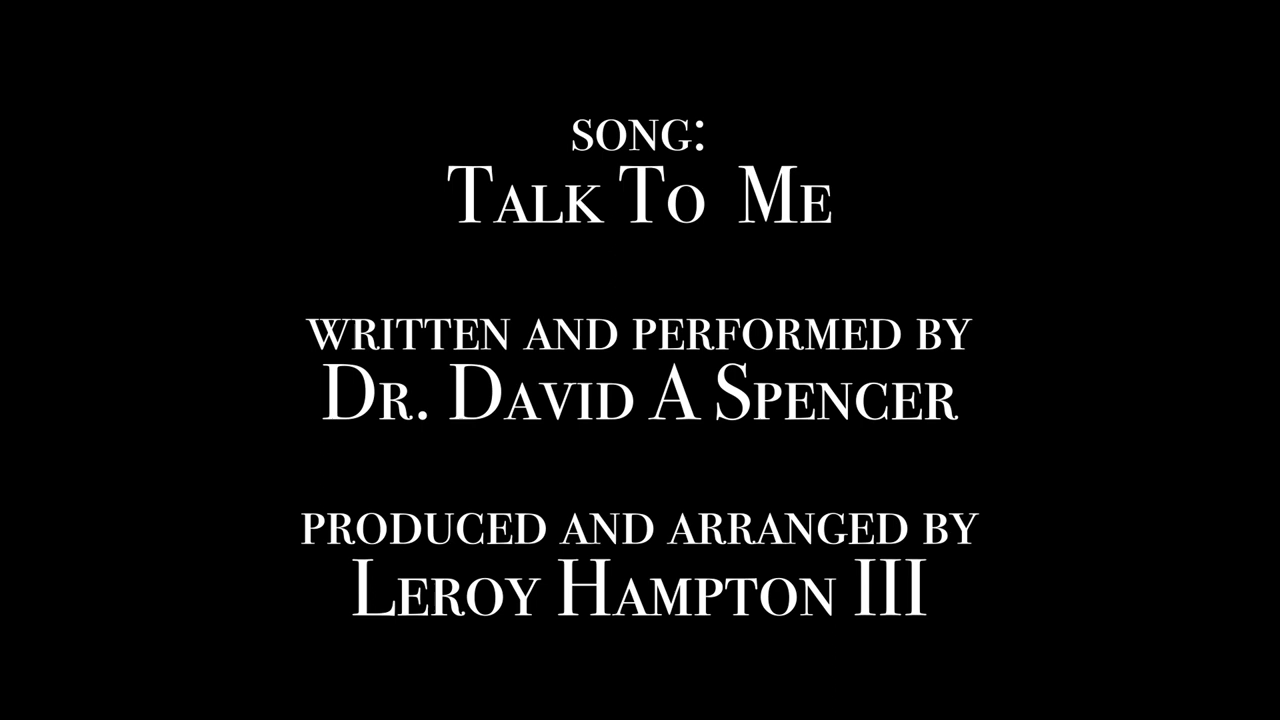 SONG:
TALK TO ME
WRITTEN AND PERFORMED BY
DR. DAVID A SPENCER
PRODUCED AND ARRANGED BY
LEROY HAMPTON III